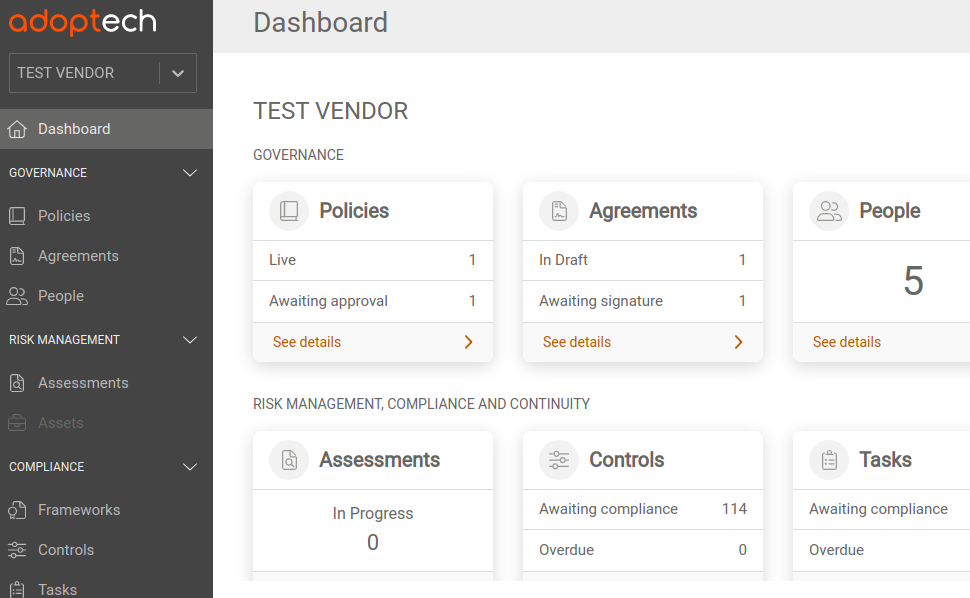 adoptech
TEST VENDOR
Dashboard
GOVERNANCE
Policies
Agreements
People
RISK MANAGEMENT
Assessments
Assets
COMPLIANCE
Frameworks
Controls
Tasks
Dashboard
TEST VENDOR
GOVERNANCE
Policies
Live 1
Awaiting approval 1
See details
Agreements
In Draft 1
Awaiting signature 1
See details
People
5
See details
RISK MANAGEMENT, COMPLIANCE AND CONTINUITY
Assessments
In Progress
0
Controls
Awaiting compliance 114
Overdue 0
Tasks
Awaiting compliance
Overdue